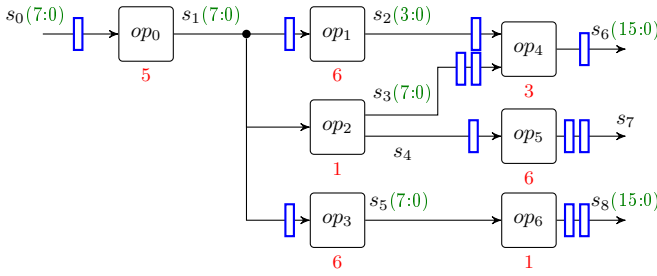 s₀(7:0) s₁(7:0) s₂(3:0) s₆(15:0)
op₀ op₁ op₄
5 6 3
s₃(7:0)
op₂ op₅ s₇
s₄
1 6
s₅(7:0) s₈(15:0)
op₃ op₆
6 1